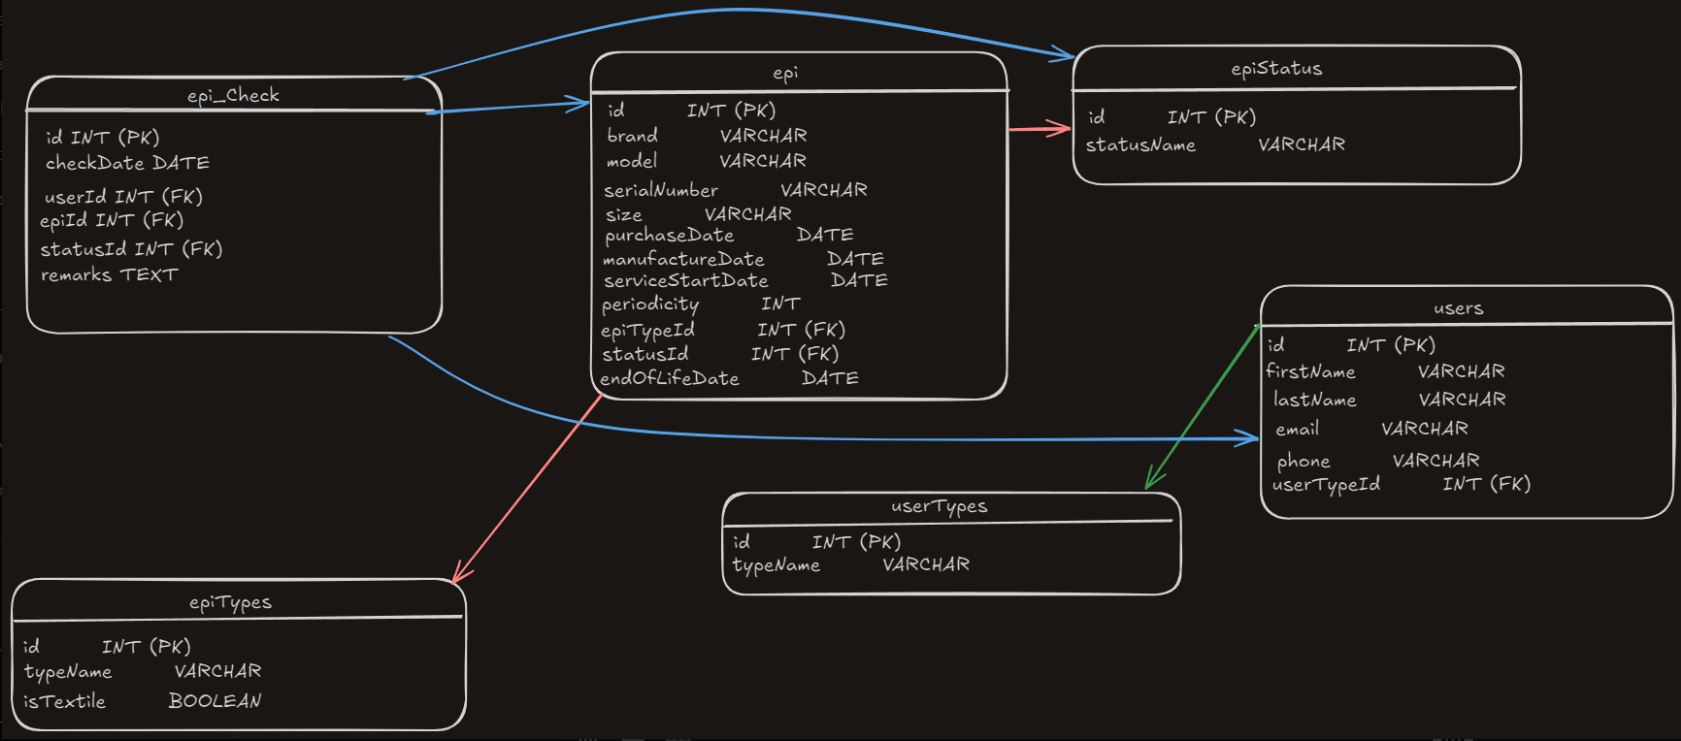 epi_Check
id INT (PK)
checkDate DATE
userId INT (FK)
epiId INT (FK)
statusId INT (FK)
remarks TEXT
epi
id INT (PK)
brand VARCHAR
model VARCHAR
serialNumber VARCHAR
size VARCHAR
purchaseDate DATE
manufactureDate DATE
serviceStartDate DATE
periodicity INT
epiTypeId INT (FK)
statusId INT (FK)
endOfLifeDate DATE
epiStatus
id INT (PK)
statusName VARCHAR
users
id INT (PK)
firstName VARCHAR
lastName VARCHAR
email VARCHAR
phone VARCHAR
userTypeId INT (FK)
userTypes
id INT (PK)
typeName VARCHAR
epiTypes
id INT (PK)
typeName VARCHAR
isTextile BOOLEAN